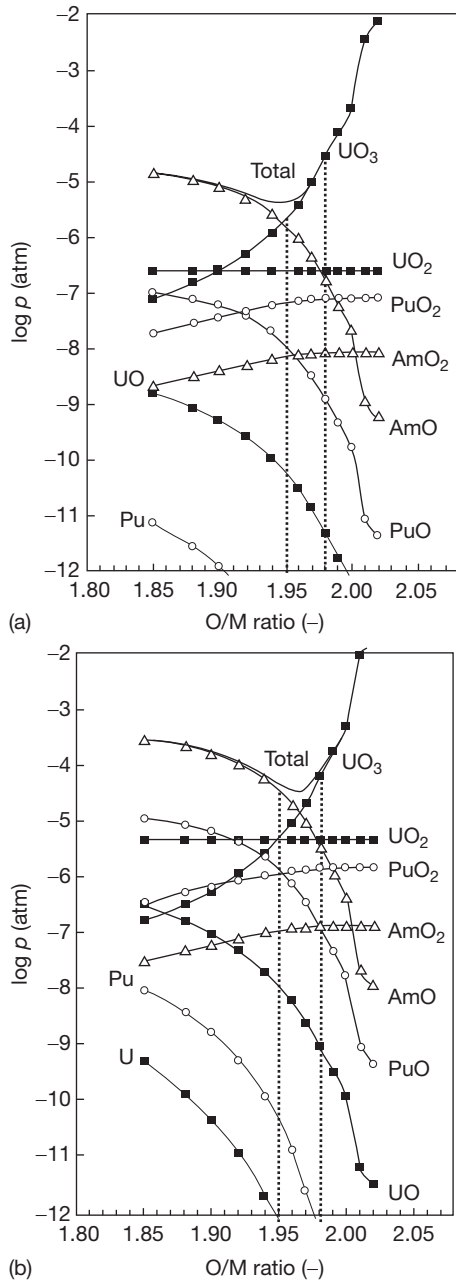 −2
−3
−4
−5
−6
−7
−8
−9
−10
−11
−12
log p (atm)
Total
UO3
UO2
PuO2
UO
AmO2
AmO
Pu
PuO
1.80 1.85 1.90 1.95 2.00 2.05
(a) O/M ratio (−)
−2
−3
−4
−5
−6
−7
−8
−9
−10
−11
−12
log p (atm)
Total
UO3
UO2
PuO2
AmO2
Pu
AmO
U
PuO
UO
1.80 1.85 1.90 1.95 2.00 2.05
(b) O/M ratio (−)